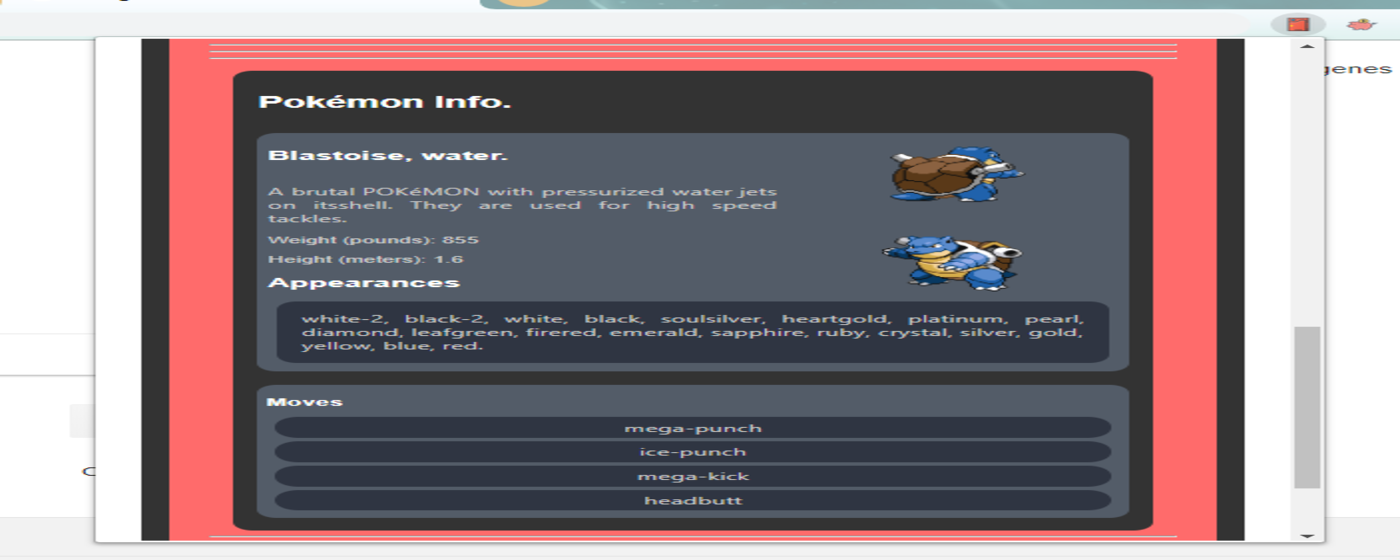 genes
Pokémon Info.
Blastoise, water.
A brutal POKéMON with pressurized water jets
on itsshell. They are used for high speed
tackles.
Weight (pounds): 855
Height (meters): 1.6
Appearances
white-2, black-2, white, black, soulsilver, heartgold, platinum, pearl,
diamond, leafgreen, firered, emerald, sapphire, ruby, crystal, silver, gold,
yellow, blue, red.
Moves
mega-punch
ice-punch
mega-kick
headbutt